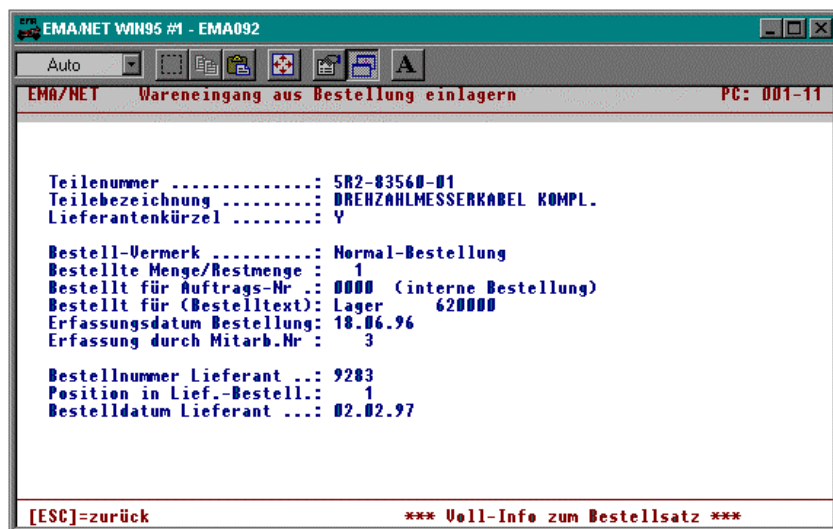 EMA/NET WIN95 #1 - EMA092
Auto
A
EMA/NET Wareneingang aus Bestellung einlagern PC: 001-11
Teilenummer ..............: 5R2-83560-01
Teilebezeichnung .........: DREHZAHLMESSERKABEL KOMPL.
Lieferantenkürzel ........: Y
Bestell-Vermerk ..........: Normal-Bestellung
Bestellte Menge/Restmenge : 1
Bestellt für Auftrags-Nr .: 0000 (interne Bestellung)
Bestellt für (Bestelltext): Lager 620000
Erfassungsdatum Bestellung: 18.06.96
Erfassung durch Mitarb.Nr : 3
Bestellnummer Lieferant ..: 9283
Position in Lief.-Bestell.: 1
Bestelldatum Lieferant ...: 02.02.97
[ESC]=zurück *** Voll-Info zum Bestellsatz ***